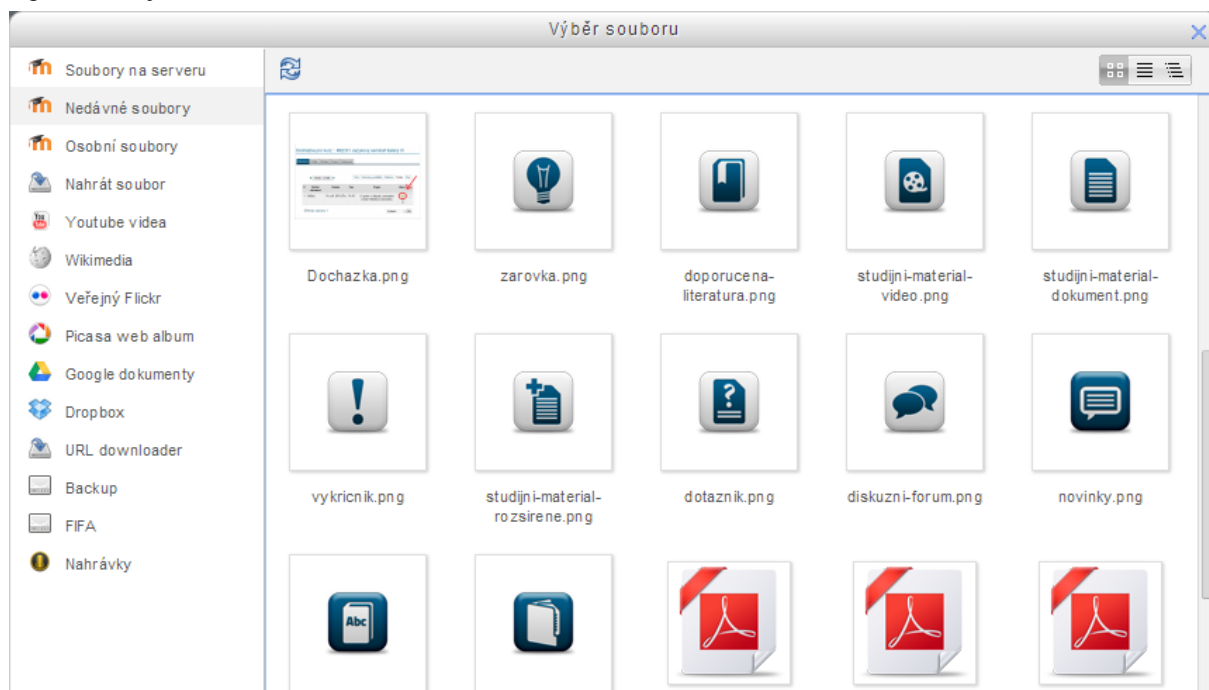 Výběr souboru
Soubory na serveru
Nedávné soubory
Osobní soubory
Nahrát soubor
Youtube videa
Wikimedia
Veřejný Flickr
Picasa web album
Google dokumenty
Dropbox
URL downloader
Backup
FIFA
Nahrávky
Dochazka.png
zarovka.png
doporucena-
literatura.png
studijni-material-
video.png
studijni-material-
dokument.png
vykricnik.png
studijni-material-
rozsirene.png
dotaznik.png
diskuzni-forum.png
novinky.png
Abc